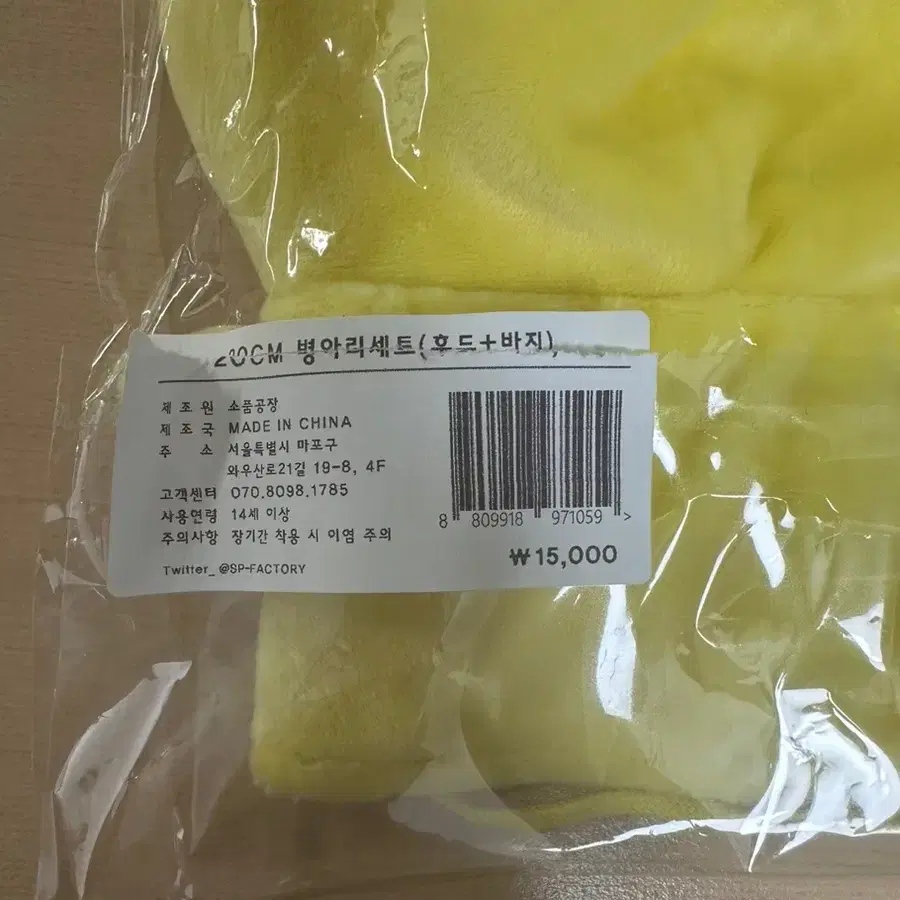 20CM 병아리세트(후드+바지)
제조원 소품공장
제조국 MADE IN CHINA
주소 서울특별시 마포구
와우산로21길 19-8, 4F
고객센터 070.8098.1785
사용연령 14세 이상
주의사항 장기간 착용 시 이염 주의
Twitter_ @SP-FACTORY
8 809918 971059 >
₩15,000